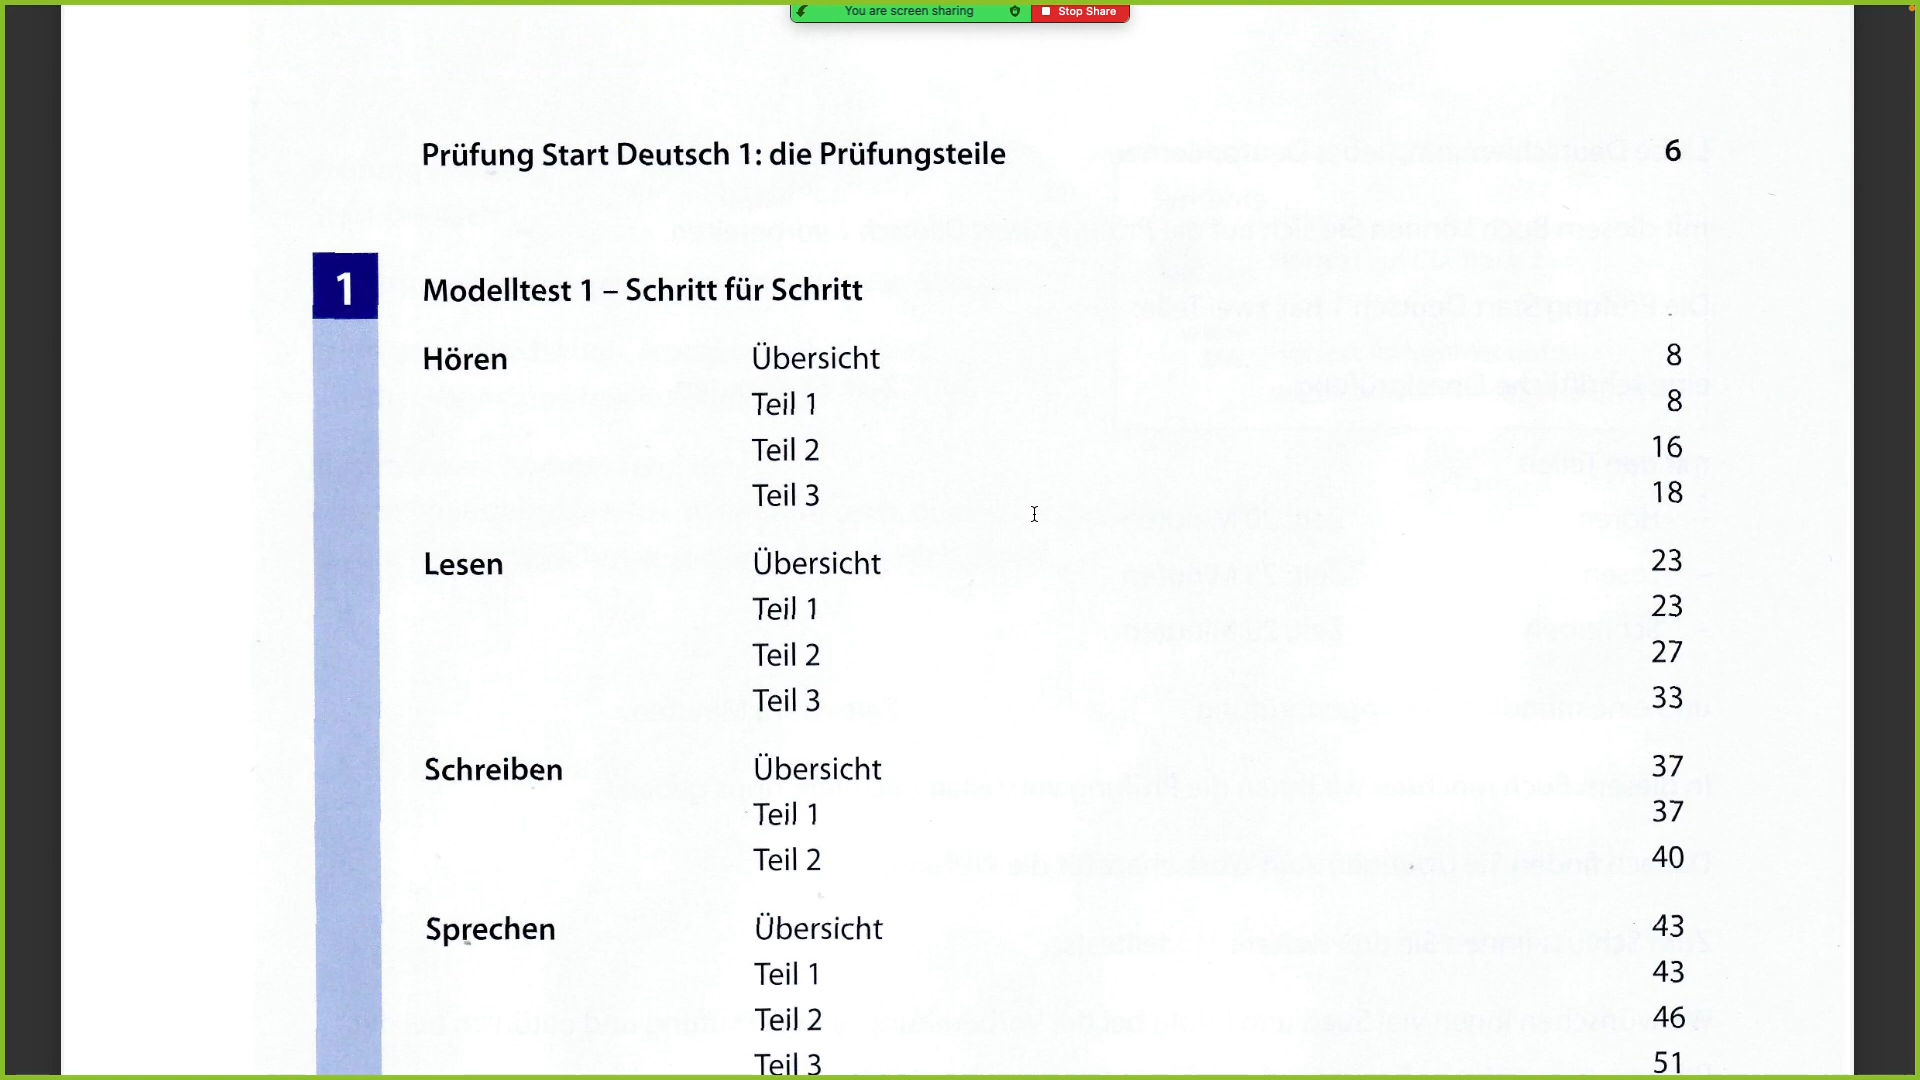 You are screen sharing Stop Share
Prüfung Start Deutsch 1: die Prüfungsteile 6
1 Modelltest 1 – Schritt für Schritt
Hören Übersicht 8
Teil 1 8
Teil 2 16
Teil 3 18
Lesen Übersicht 23
Teil 1 23
Teil 2 27
Teil 3 33
Schreiben Übersicht 37
Teil 1 37
Teil 2 40
Sprechen Übersicht 43
Teil 1 43
Teil 2 46
Teil 3 51